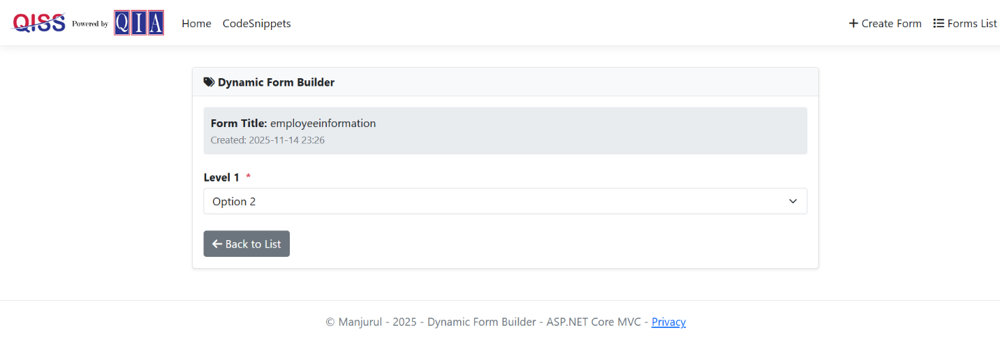 QISS Powered by QIA Home CodeSnippets Create Form Forms List
Dynamic Form Builder
Form Title: employeeinformation
Created: 2025-11-14 23:26
Level 1 *
Option 2
Back to List
© Manjurul - 2025 - Dynamic Form Builder - ASP.NET Core MVC - Privacy